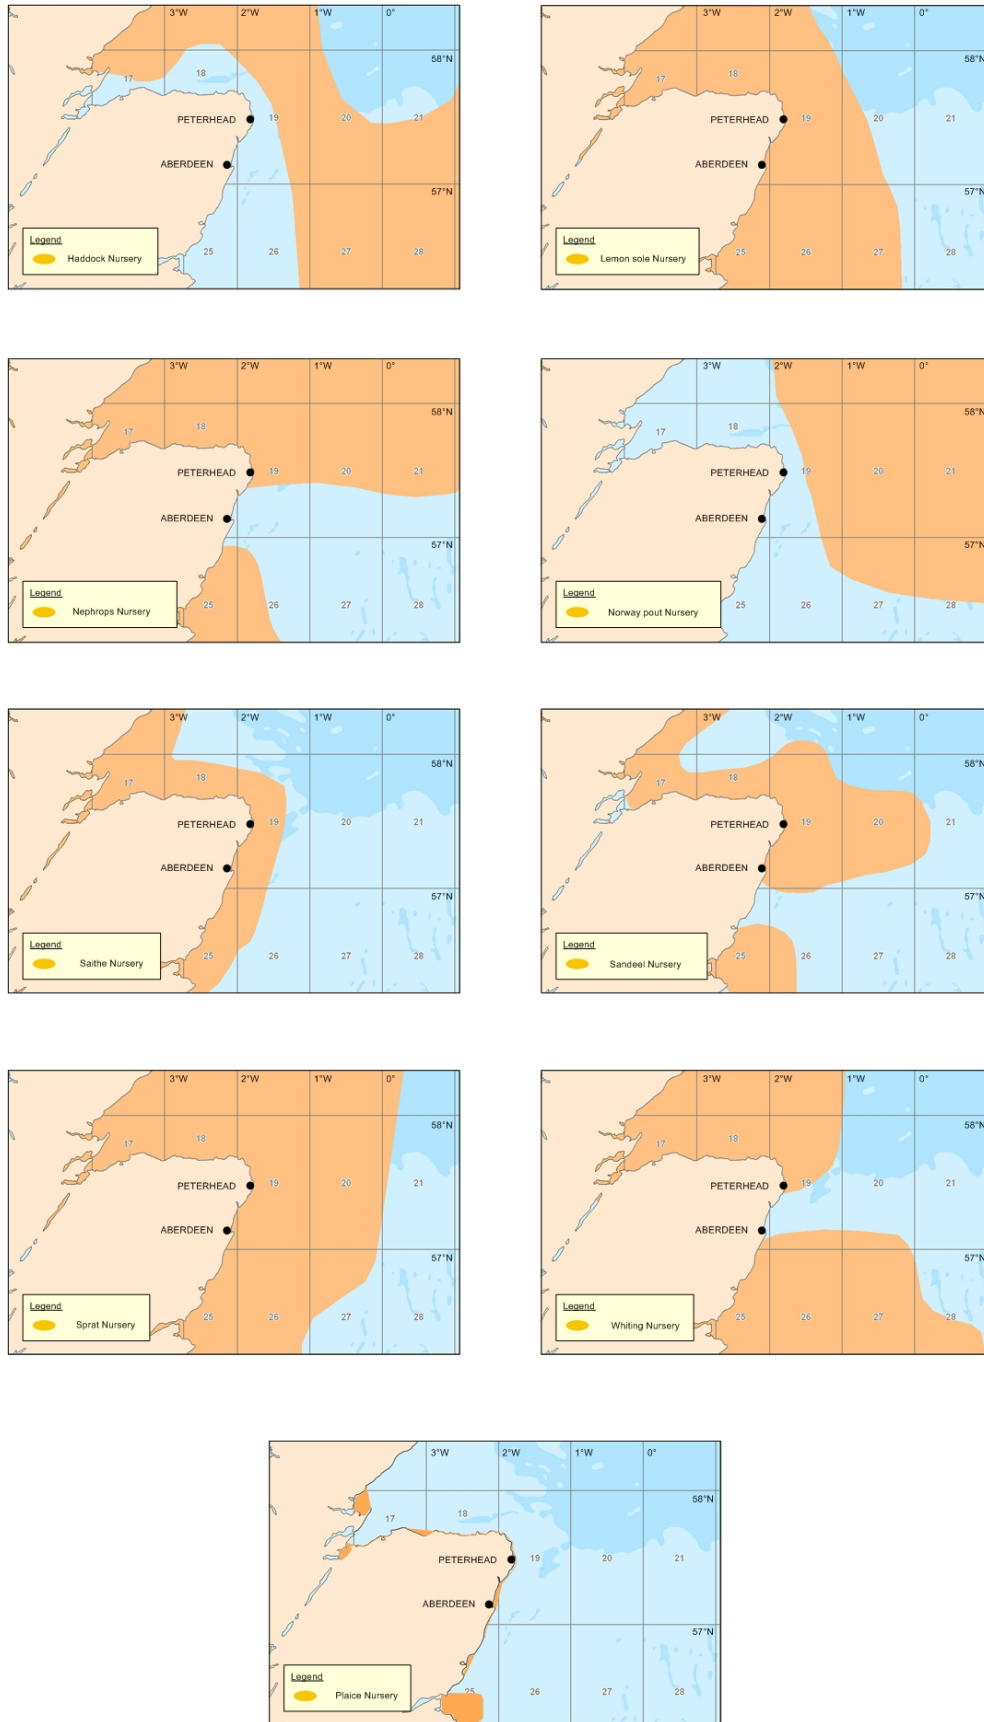 3°W 2°W 1°W 0°
58°N
17 18
PETERHEAD 19 20 21
ABERDEEN
57°N
Legend
Haddock Nursery
25 26 27 28
3°W 2°W 1°W 0°
58°N
17 18
PETERHEAD 19 20 21
ABERDEEN
57°N
Legend
Lemon sole Nursery
25 26 27 28
3°W 2°W 1°W 0°
58°N
17 18
PETERHEAD 19 20 21
ABERDEEN
57°N
Legend
Nephrops Nursery
25 26 27 28
3°W 2°W 1°W 0°
58°N
17 18
PETERHEAD 19 20 21
ABERDEEN
57°N
Legend
Norway pout Nursery
25 26 27 28
3°W 2°W 1°W 0°
58°N
17 18
PETERHEAD 19 20 21
ABERDEEN
57°N
Legend
Saithe Nursery
25 26 27 28
3°W 2°W 1°W 0°
58°N
17 18
PETERHEAD 19 20 21
ABERDEEN
57°N
Legend
Sandeel Nursery
25 26 27 28
3°W 2°W 1°W 0°
58°N
17 18
PETERHEAD 19 20 21
ABERDEEN
57°N
Legend
Sprat Nursery
25 26 27 28
3°W 2°W 1°W 0°
58°N
17 18
PETERHEAD 19 20 21
ABERDEEN
57°N
Legend
Whiting Nursery
25 26 27 28
3°W 2°W 1°W 0°
58°N
17 18
PETERHEAD 19 20 21
ABERDEEN
57°N
Legend
Plaice Nursery
25 26 27 28